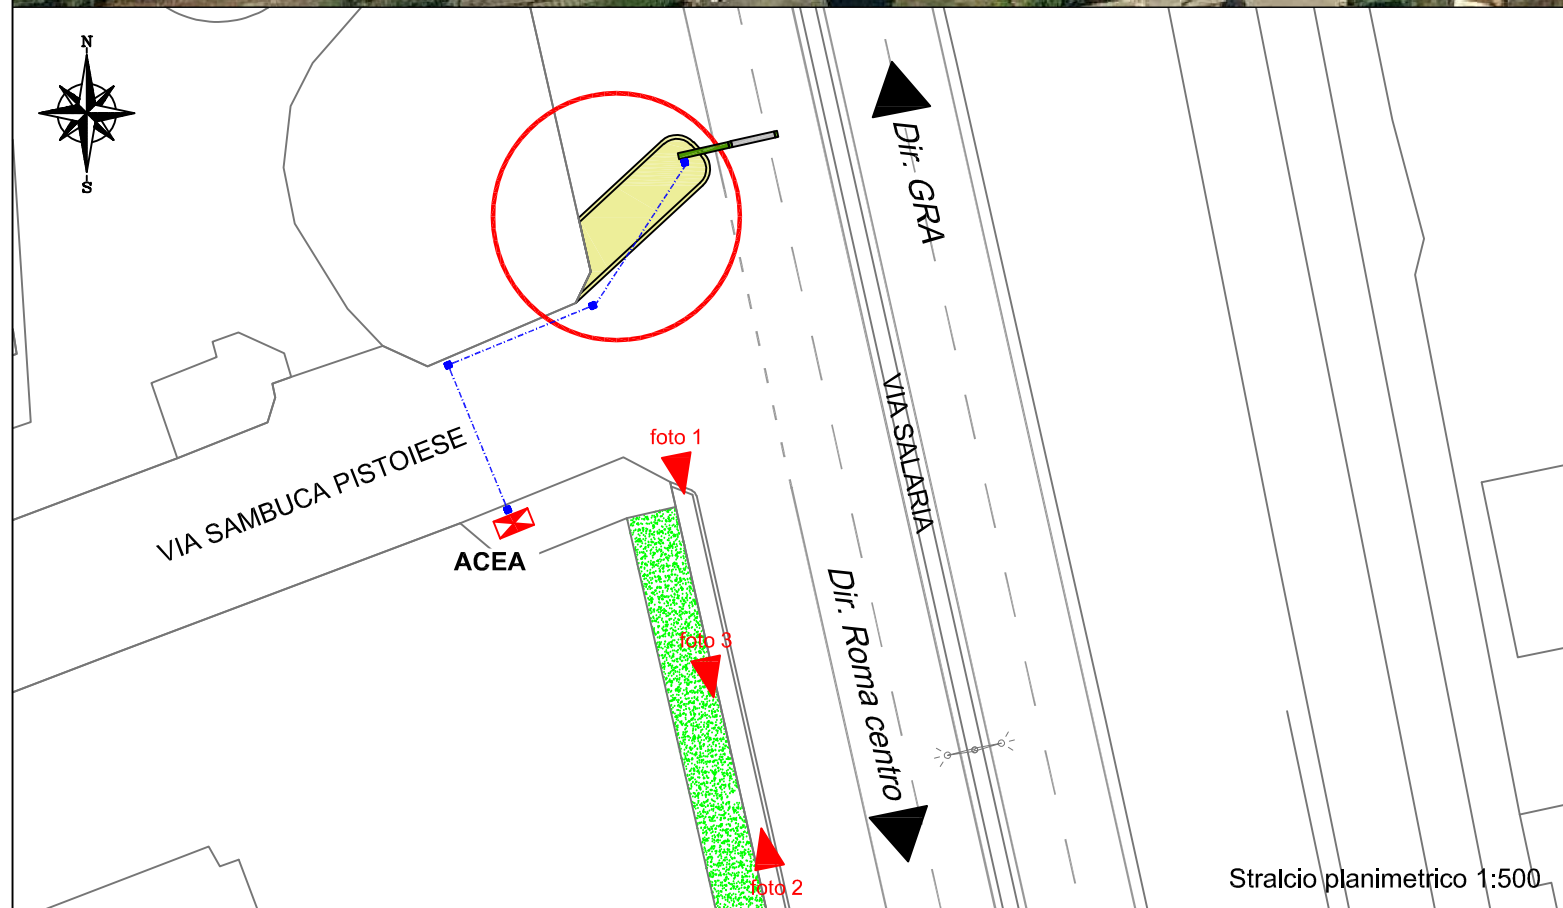 N
S
Dir. GRA
VIA SALARIA
VIA SAMBUCA PISTOIESE
foto 1
ACEA
foto 3
Dir. Roma centro
foto 2
Stralcio planimetrico 1:500